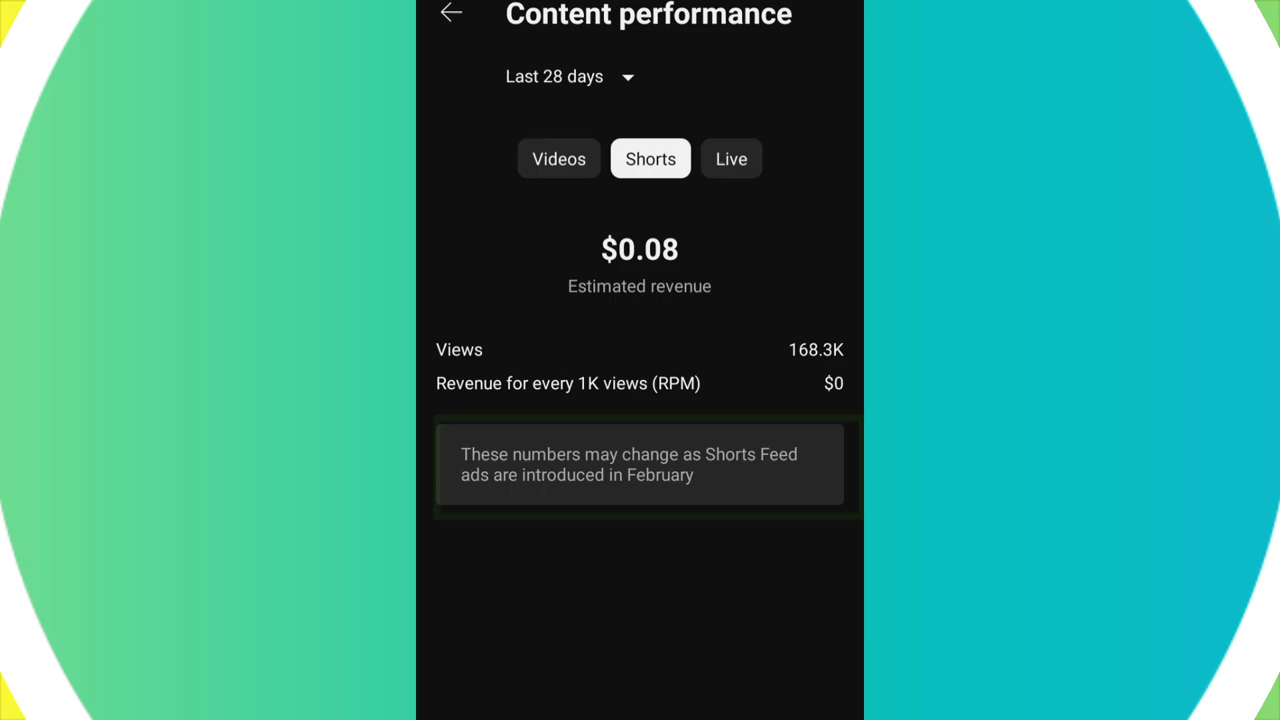 Content performance
Last 28 days
Videos Shorts Live
$0.08
Estimated revenue
Views 168.3K
Revenue for every 1K views (RPM) $0
These numbers may change as Shorts Feed
ads are introduced in February